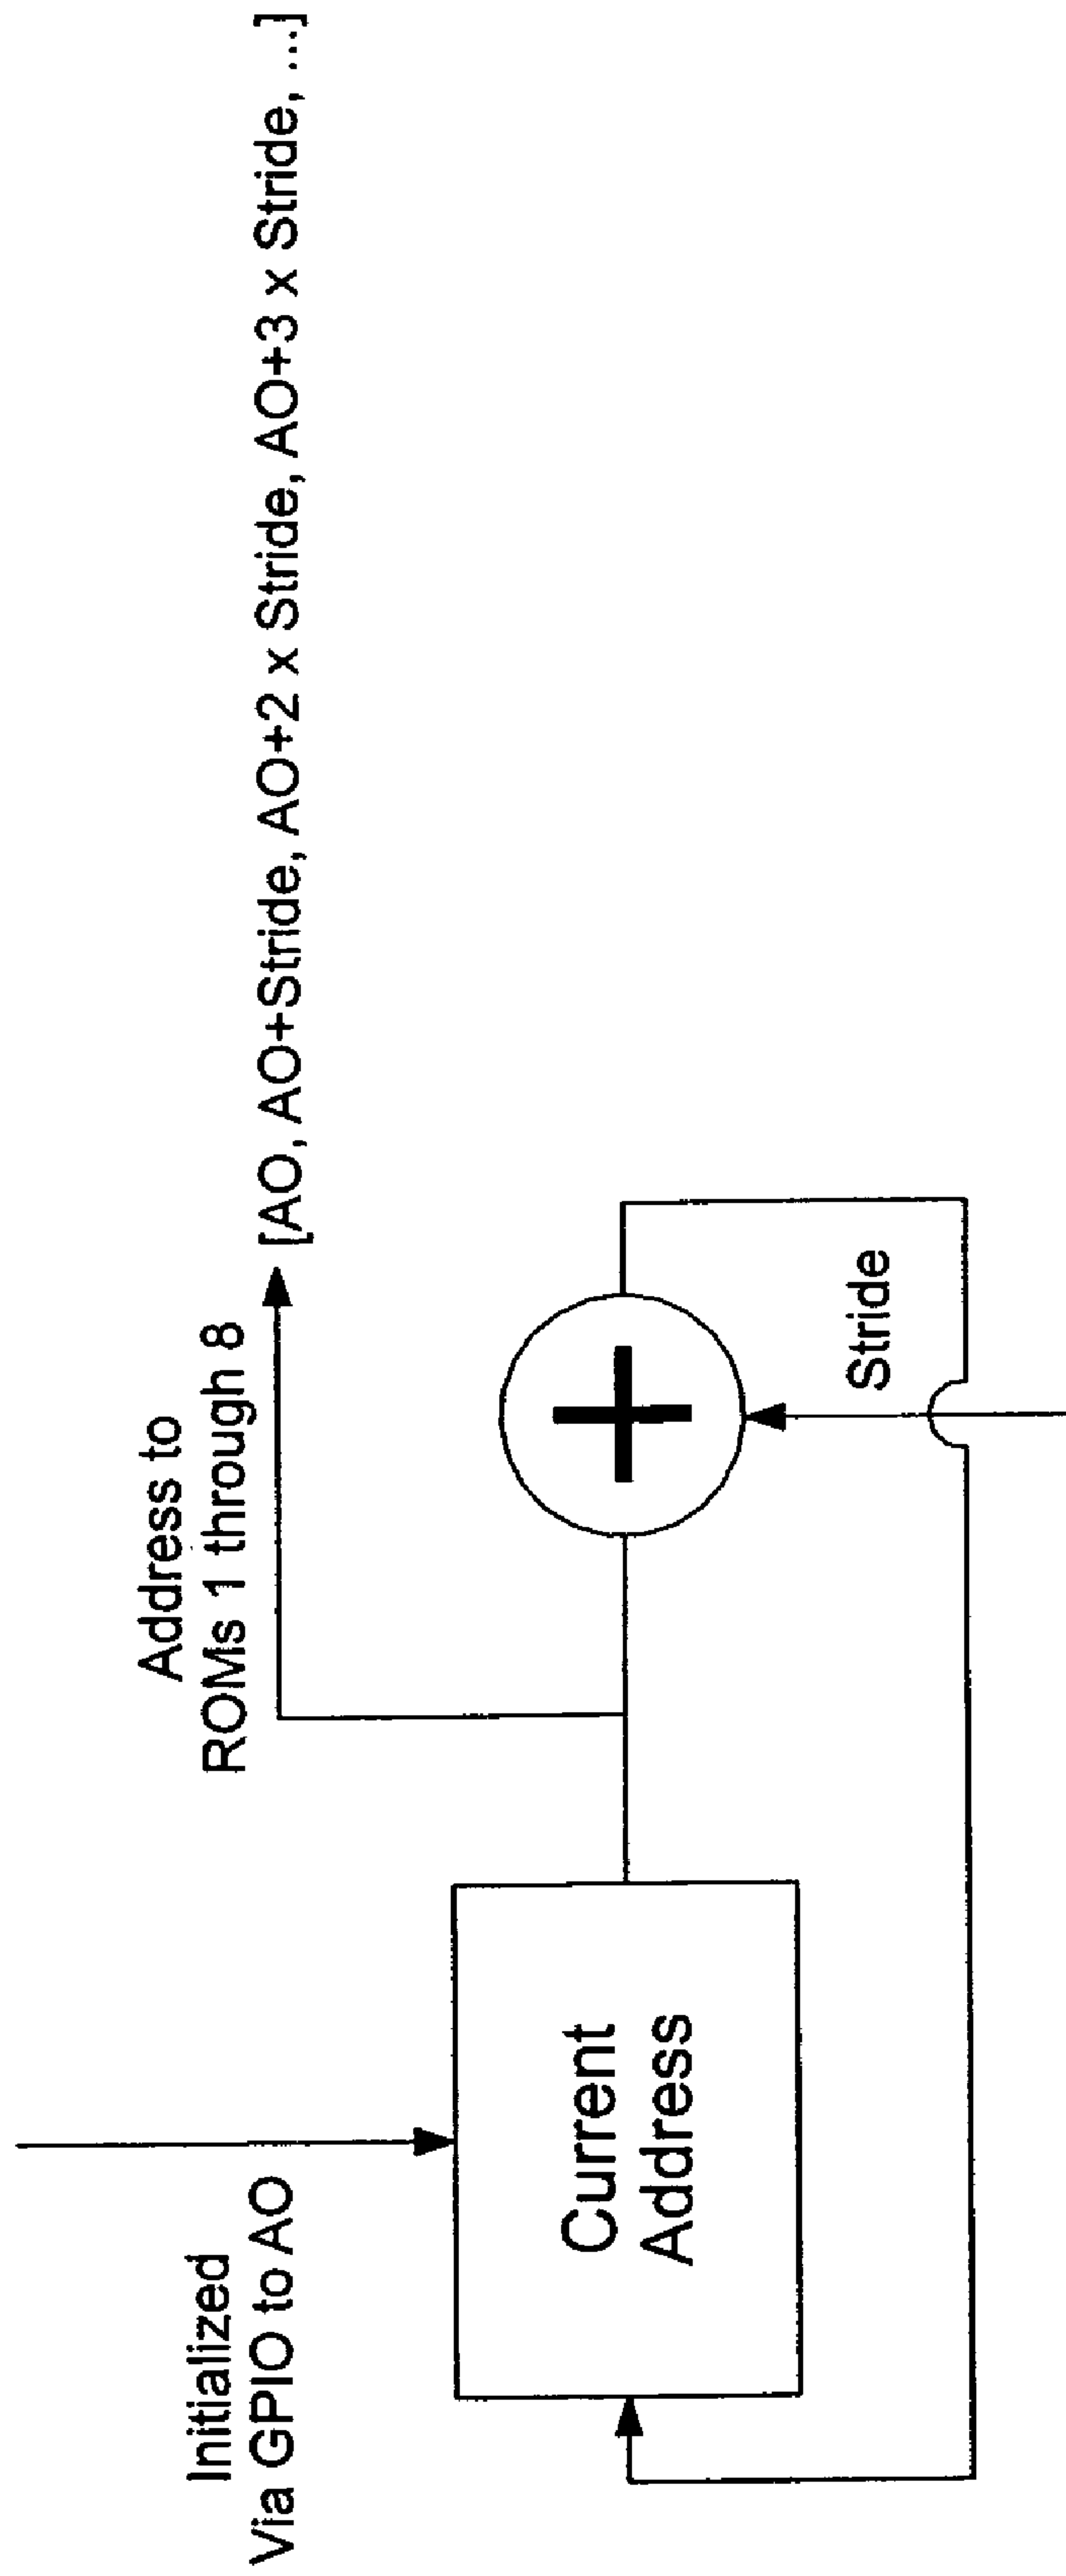 Initialized
Via GPIO to AO
Address to
ROMs 1 through 8
[AO, AO+Stride, AO+2 x Stride, AO+3 x Stride, ...]
Current
Address
+
Stride